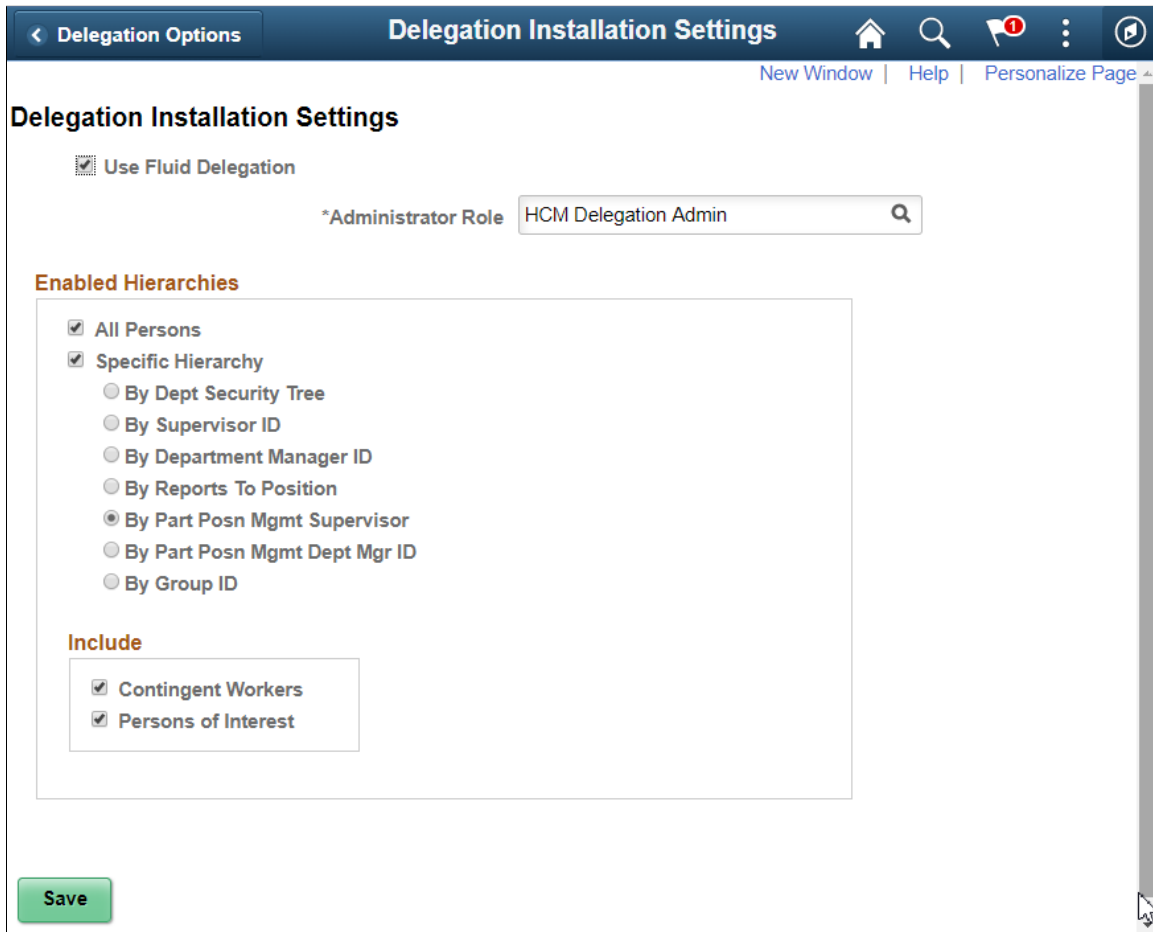 Delegation Options
Delegation Installation Settings
1
New Window | Help | Personalize Page
Delegation Installation Settings
Use Fluid Delegation
*Administrator Role HCM Delegation Admin
Enabled Hierarchies
All Persons
Specific Hierarchy
By Dept Security Tree
By Supervisor ID
By Department Manager ID
By Reports To Position
By Part Posn Mgmt Supervisor
By Part Posn Mgmt Dept Mgr ID
By Group ID
Include
Contingent Workers
Persons of Interest
Save